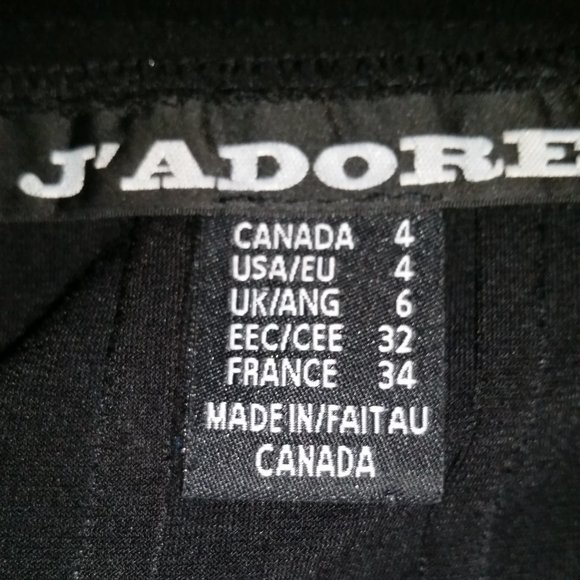 J'ADORE
CANADA 4
USA/EU 4
UK/ANG 6
EEC/CEE 32
FRANCE 34
MADE IN/FAIT AU
CANADA